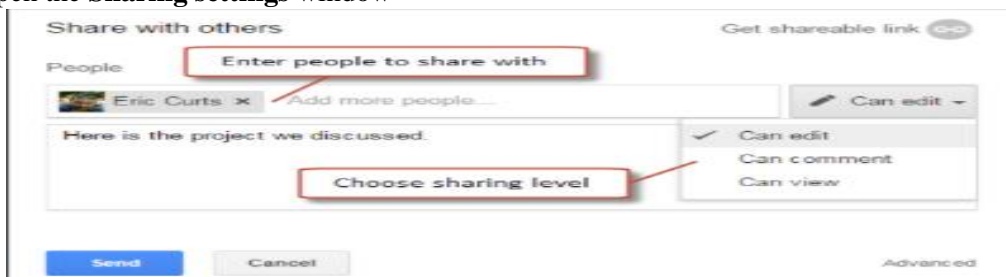 open the Sharing settings window
Share with others Get shareable link
People Enter people to share with
Eric Curts × Add more people... Can edit
Here is the project we discussed. Can edit
Can comment
Choose sharing level Can view
Send Cancel Advanced